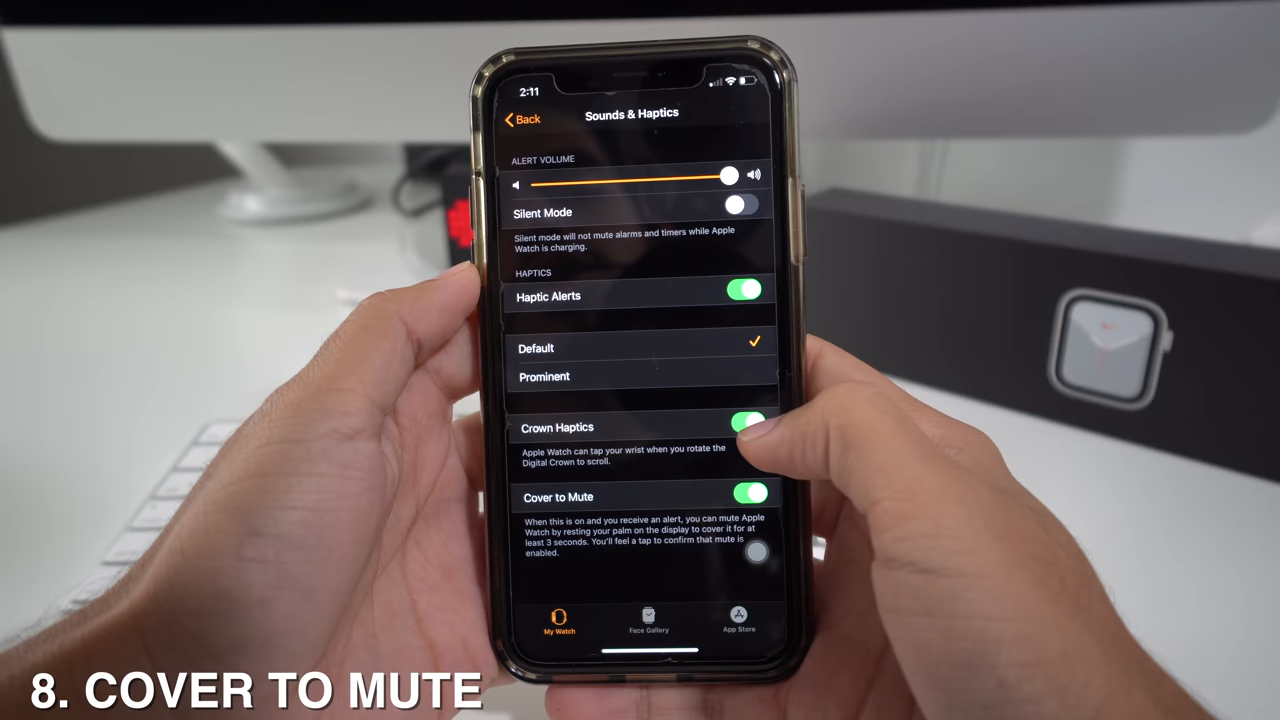 2:11
Back
Sounds & Haptics
ALERT VOLUME
Silent Mode
Silent mode will not mute alarms and timers while Apple
Watch is charging.
HAPTICS
Haptic Alerts
Default
Prominent
Crown Haptics
Apple Watch can tap your wrist when you rotate the
Digital Crown to scroll.
Cover to Mute
When this is on and you receive an alert, you can mute Apple
Watch by resting your palm on the display to cover it for at
least 3 seconds. You'll feel a tap to confirm that mute is
enabled.
My Watch
Face Gallery
App Store
8. COVER TO MUTE